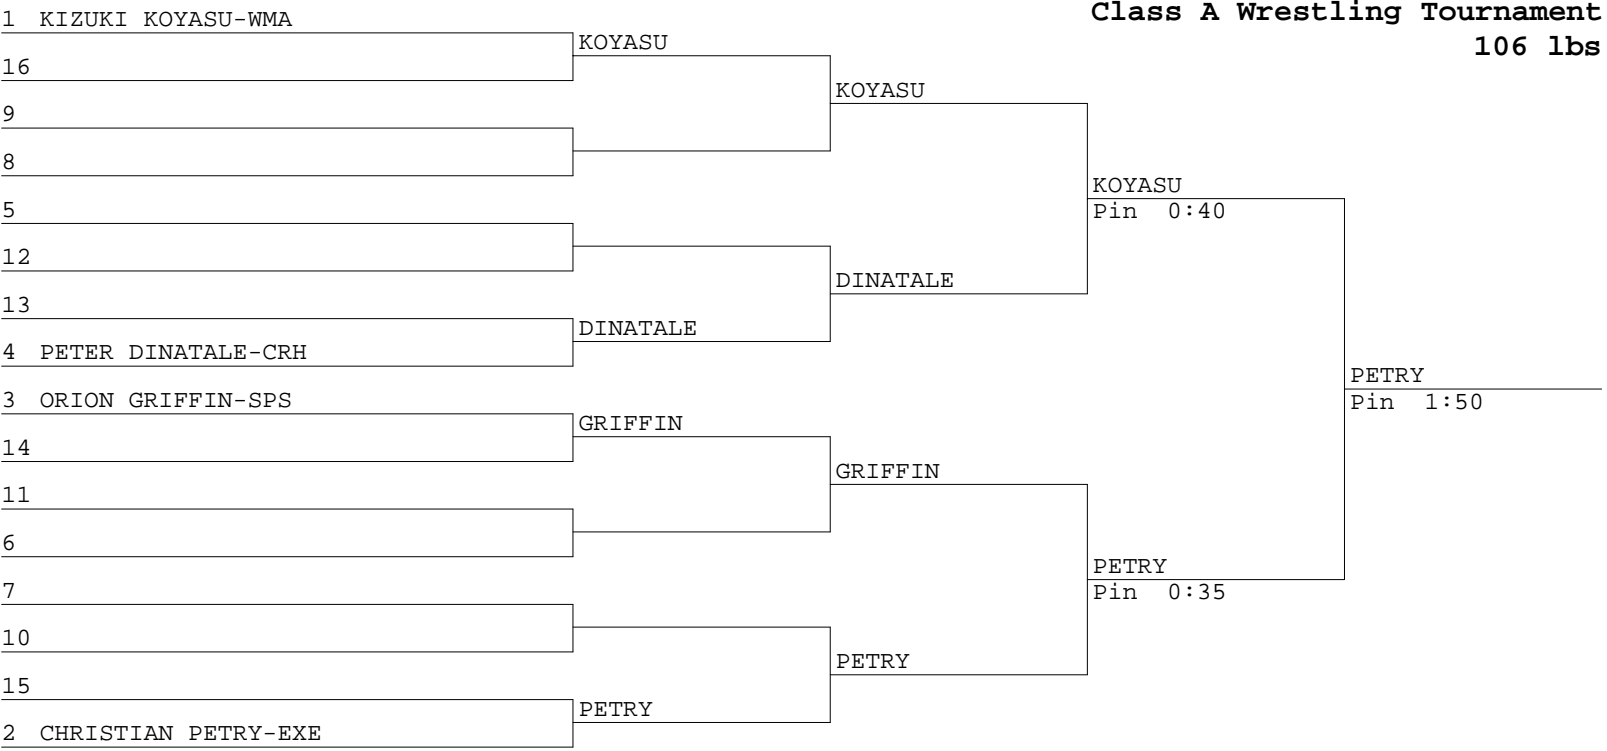 Class A Wrestling Tournament
106 lbs
1 KIZUKI KOYASU-WMA
KOYASU
16
KOYASU
9
8
KOYASU
Pin 0:40
5
12
DINATALE
13
DINATALE
4 PETER DINATALE-CRH
PETRY
Pin 1:50
3 ORION GRIFFIN-SPS
GRIFFIN
14
GRIFFIN
11
6
PETRY
Pin 0:35
7
10
PETRY
15
PETRY
2 CHRISTIAN PETRY-EXE